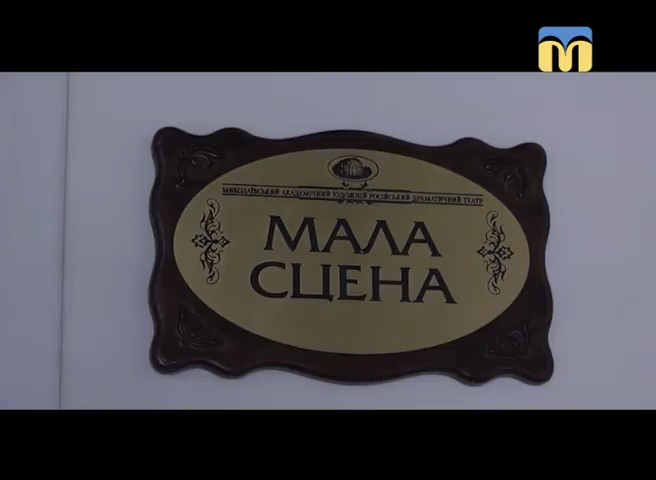 МИКОЛАЇВСЬКИЙ АКАДЕМІЧНИЙ ХУДОЖНІЙ РОСІЙСЬКИЙ ДРАМАТИЧНИЙ ТЕАТР
МАЛА
СЦЕНА